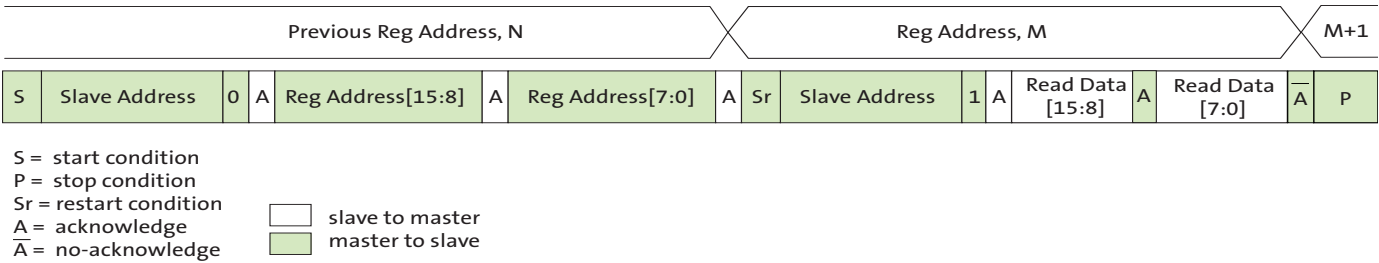 Previous Reg Address, N Reg Address, M M+1
S Slave Address 0 A Reg Address[15:8] A Reg Address[7:0] A Sr Slave Address 1 A Read Data [15:8] A Read Data [7:0] A̅ P
S = start condition
P = stop condition
Sr = restart condition
A = acknowledge
A̅ = no-acknowledge
slave to master
master to slave